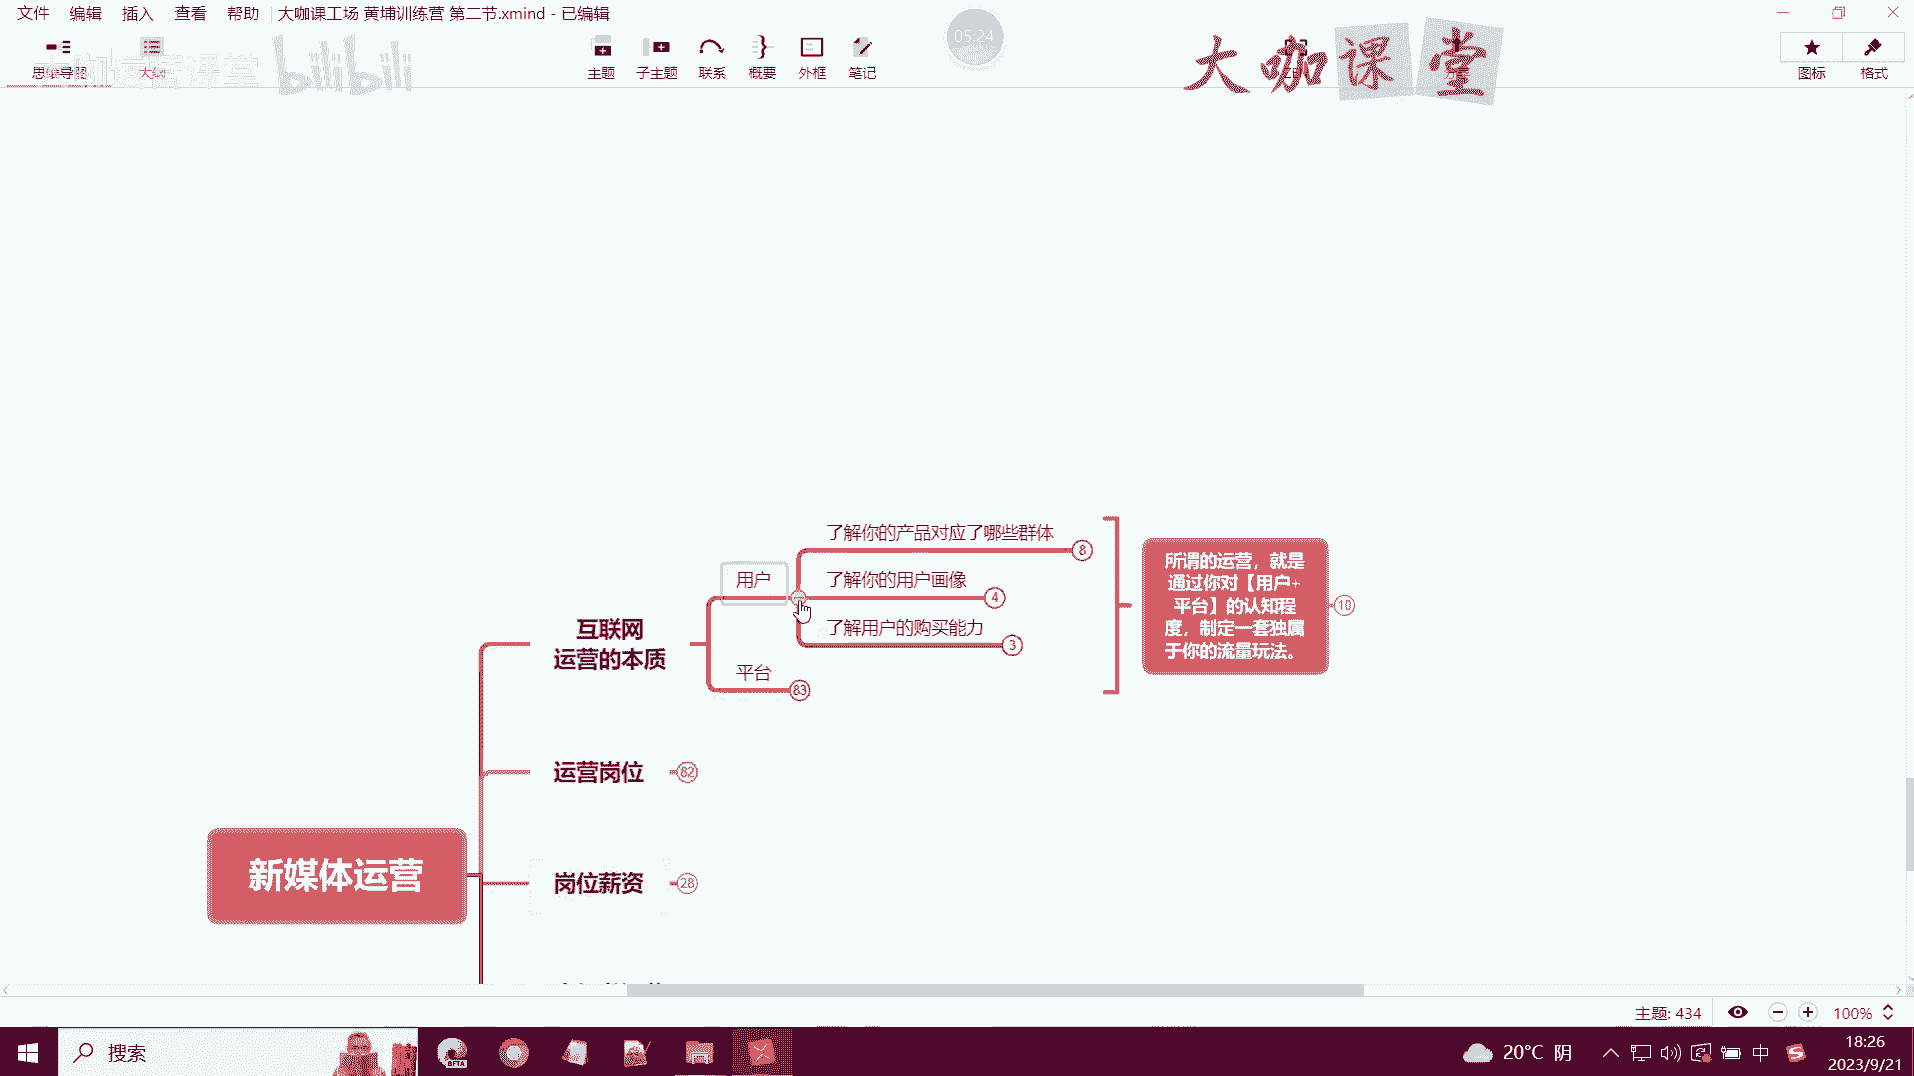 文件 编辑 插入 查看 帮助 大咖课工场 黄埔训练营 第二节.xmind - 已编辑
05:24
思维导图 大纲 主题 子主题 联系 概要 外框 笔记 图标 格式
bilibili
大咖课堂
用户
了解你的产品对应了哪些群体 8
了解你的用户画像 4
了解用户的购买能力 3
平台 83
互联网
运营的本质
所谓的运营，就是
通过你对【用户+
平台】的认知程
度，制定一套独属
于你的流量玩法。
10
运营岗位 82
新媒体运营
岗位薪资 28
主题: 434 100%
搜索
BETA
20°C 阴
中
18:26
2023/9/21